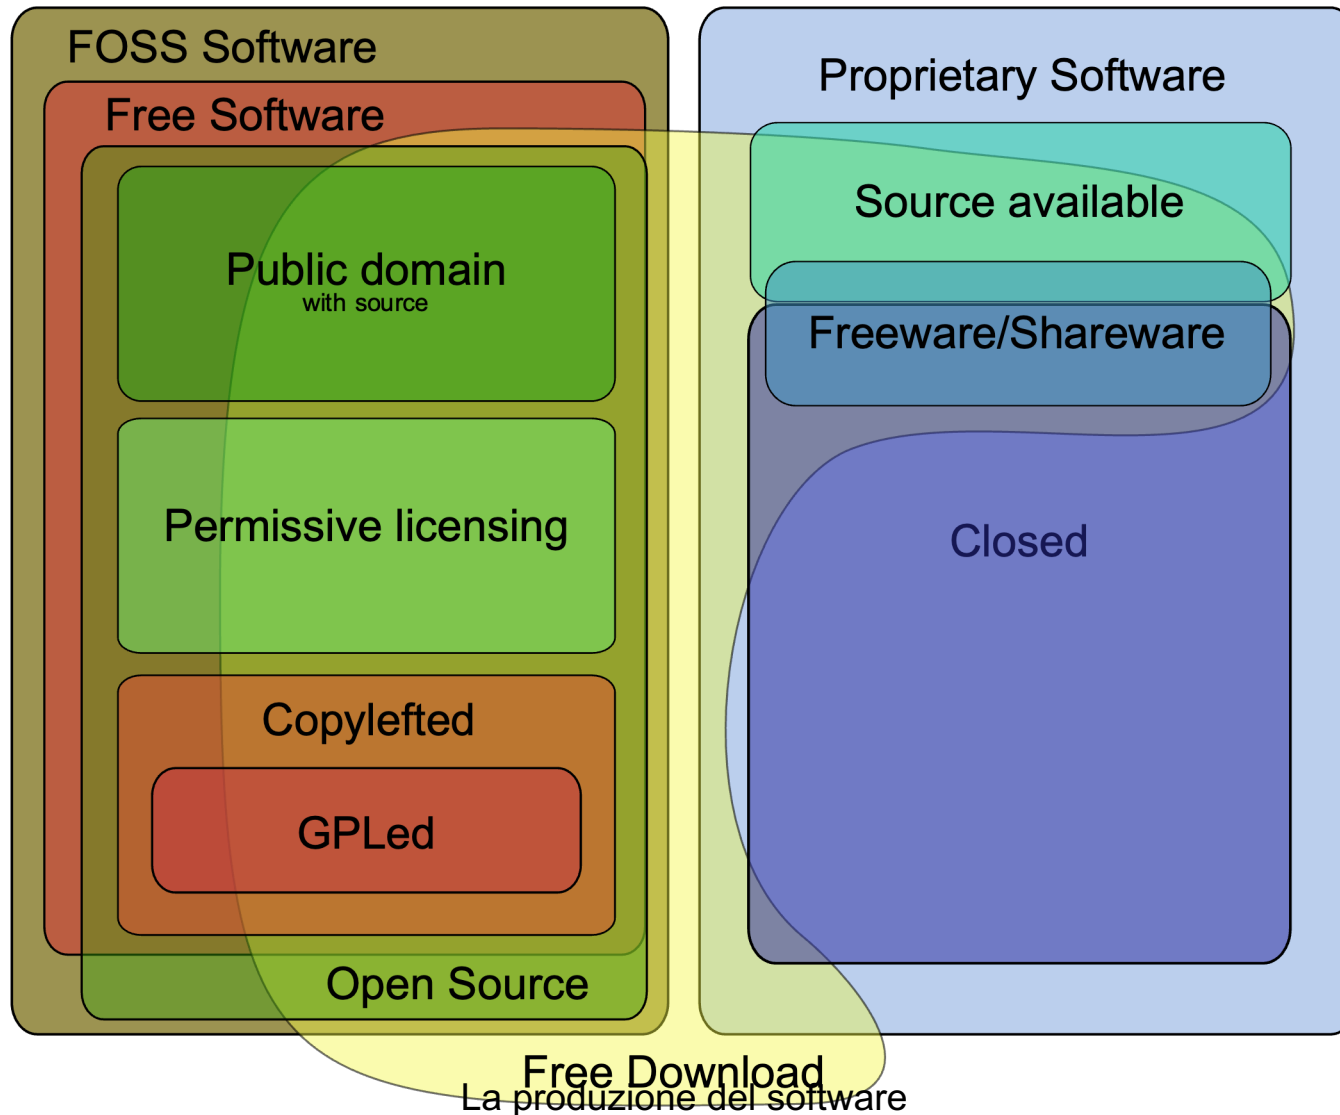 FOSS Software
Free Software
Public domain
with source
Permissive licensing
Copylefted
GPLed
Open Source
Proprietary Software
Source available
Freeware/Shareware
Closed
Free Download
La produzione del software